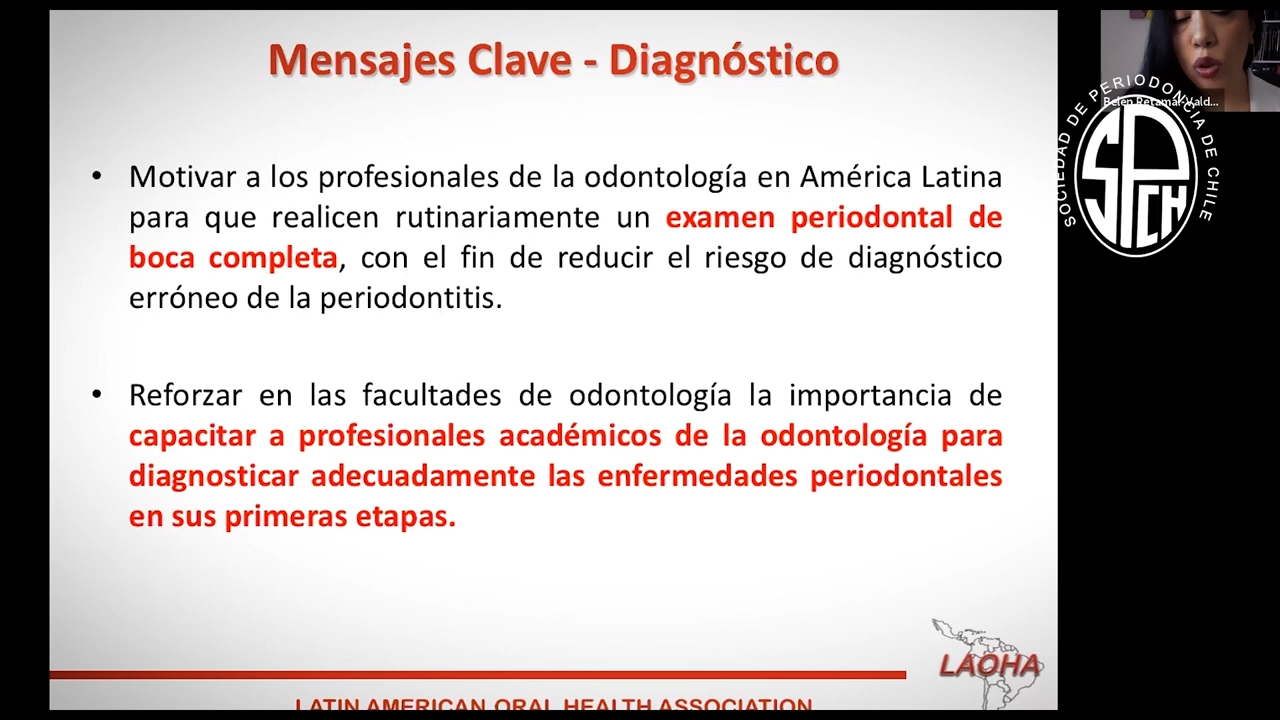 Mensajes Clave - Diagnóstico
• Motivar a los profesionales de la odontología en América Latina
para que realicen rutinariamente un examen periodontal de
boca completa, con el fin de reducir el riesgo de diagnóstico
erróneo de la periodontitis.
• Reforzar en las facultades de odontología la importancia de
capacitar a profesionales académicos de la odontología para
diagnosticar adecuadamente las enfermedades periodontales
en sus primeras etapas.
LAOHA
LATIN AMERICAN ORAL HEALTH ASSOCIATION
Belén Retamal-Vald...
SOCIEDAD DE PERIODONCIA DE CHILE
SPCH